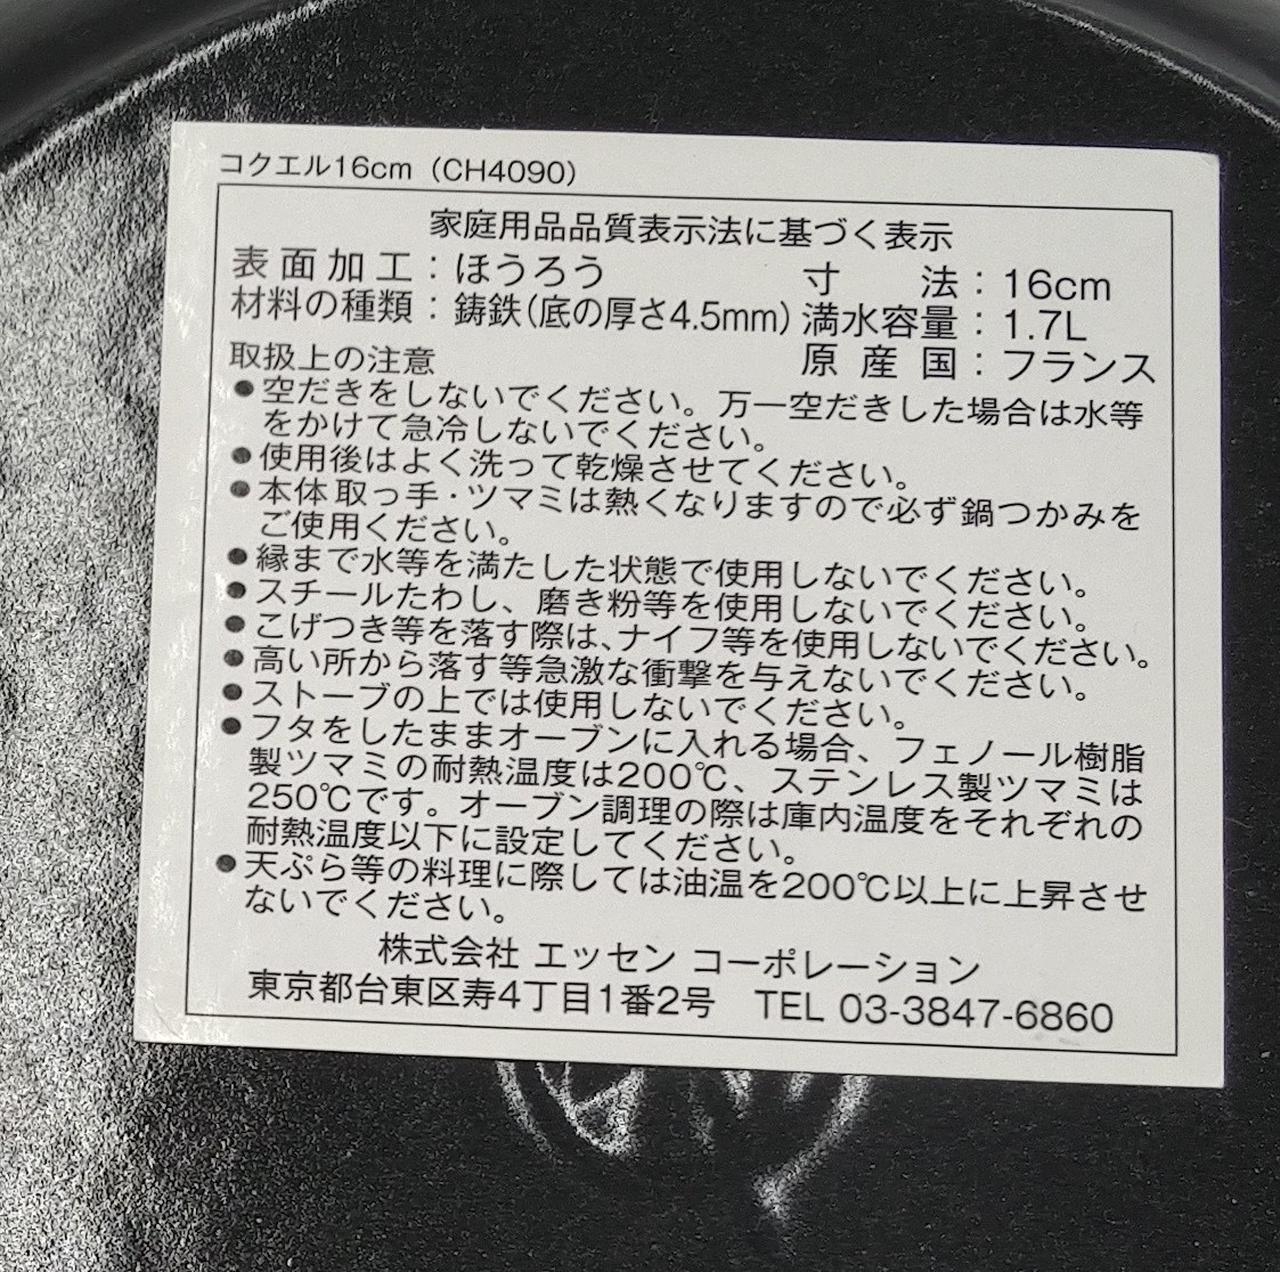 コクエル16cm（CH4090）
家庭用品品質表示法に基づく表示
表面加工：ほうろう 寸法：16cm
材料の種類：鋳鉄（底の厚さ4.5mm） 満水容量：1.7L
取扱上の注意 原産国：フランス
●空だきをしないでください。万一空だきした場合は水等
をかけて急冷しないでください。
●使用後はよく洗って乾燥させてください。
●本体取っ手・ツマミは熱くなりますので必ず鍋つかみを
ご使用ください。
●縁まで水等を満たした状態で使用しないでください。
●スチールたわし、磨き粉等を使用しないでください。
●こげつき等を落す際は、ナイフ等を使用しないでください。
●高い所から落す等急激な衝撃を与えないでください。
●ストーブの上では使用しないでください。
●フタをしたままオーブンに入れる場合、フェノール樹脂
製ツマミの耐熱温度は200℃、ステンレス製ツマミは
250℃です。オーブン調理の際は庫内温度をそれぞれの
耐熱温度以下に設定してください。
●天ぷら等の料理に際しては油温を200℃以上に上昇させ
ないでください。
株式会社 エッセン コーポレーション
東京都台東区寿4丁目1番2号 TEL 03-3847-6860